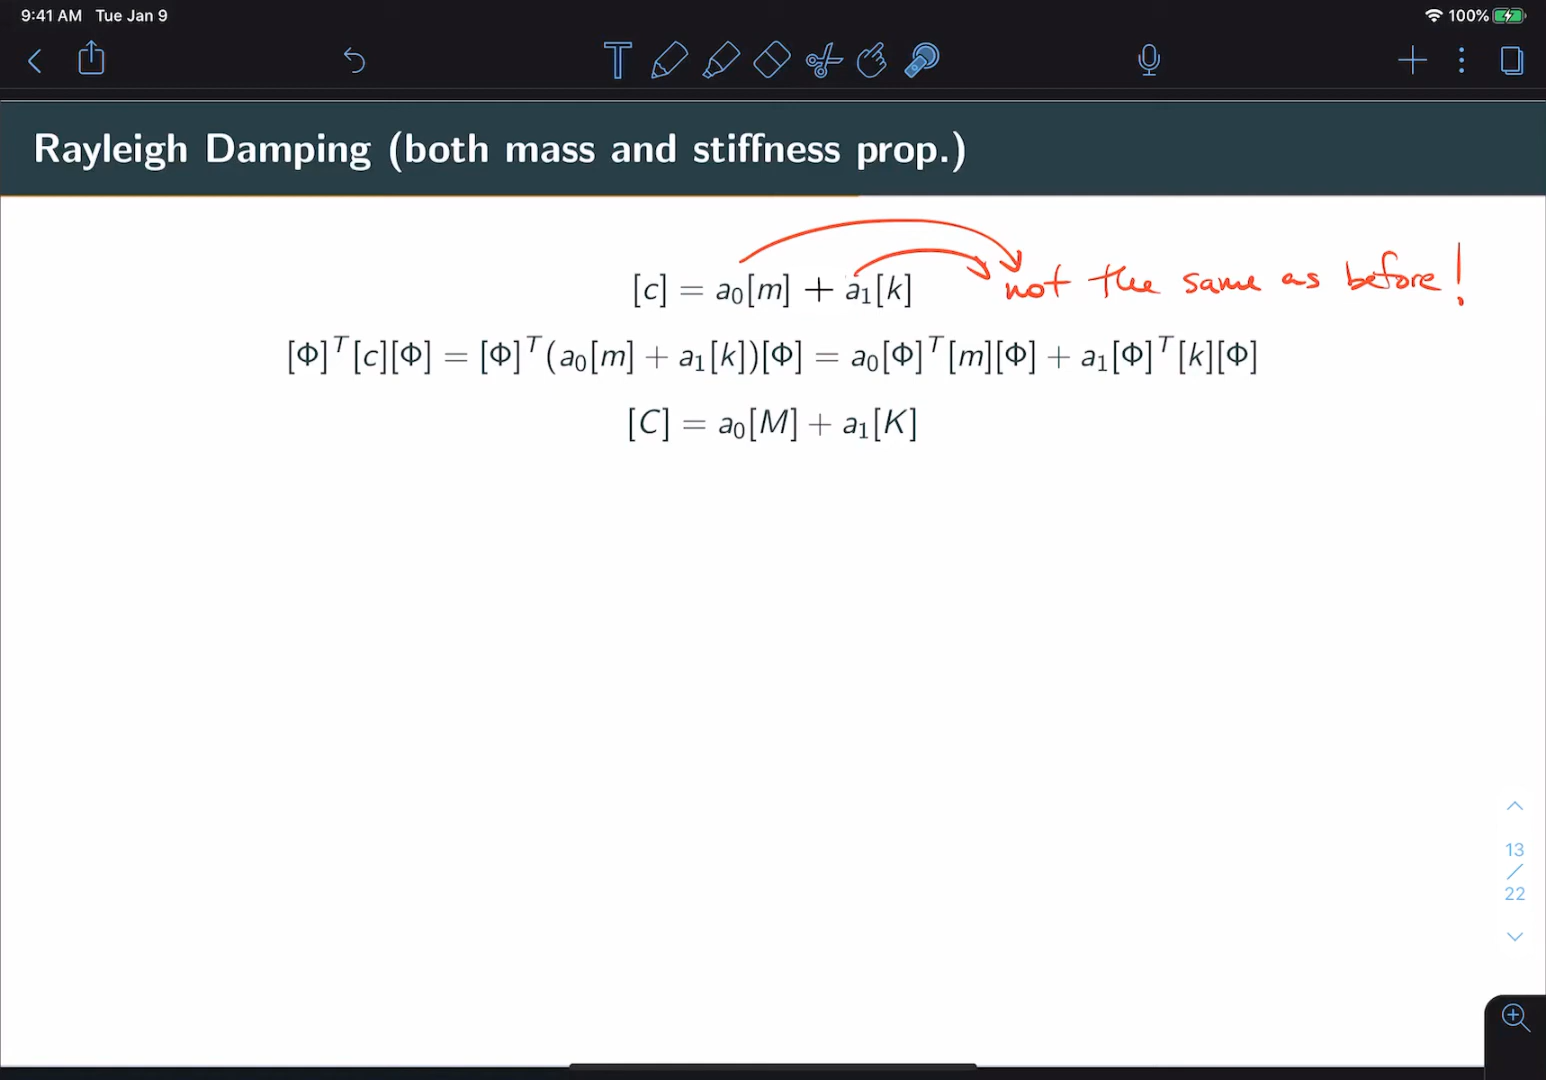 9:41 AM Tue Jan 9 100%
Rayleigh Damping (both mass and stiffness prop.)
[c] = a₀[m] + a₁[k] not the same as before!
[Φ]ᵀ[c][Φ] = [Φ]ᵀ(a₀[m] + a₁[k])[Φ] = a₀[Φ]ᵀ[m][Φ] + a₁[Φ]ᵀ[k][Φ]
[C] = a₀[M] + a₁[K]
13
/
22